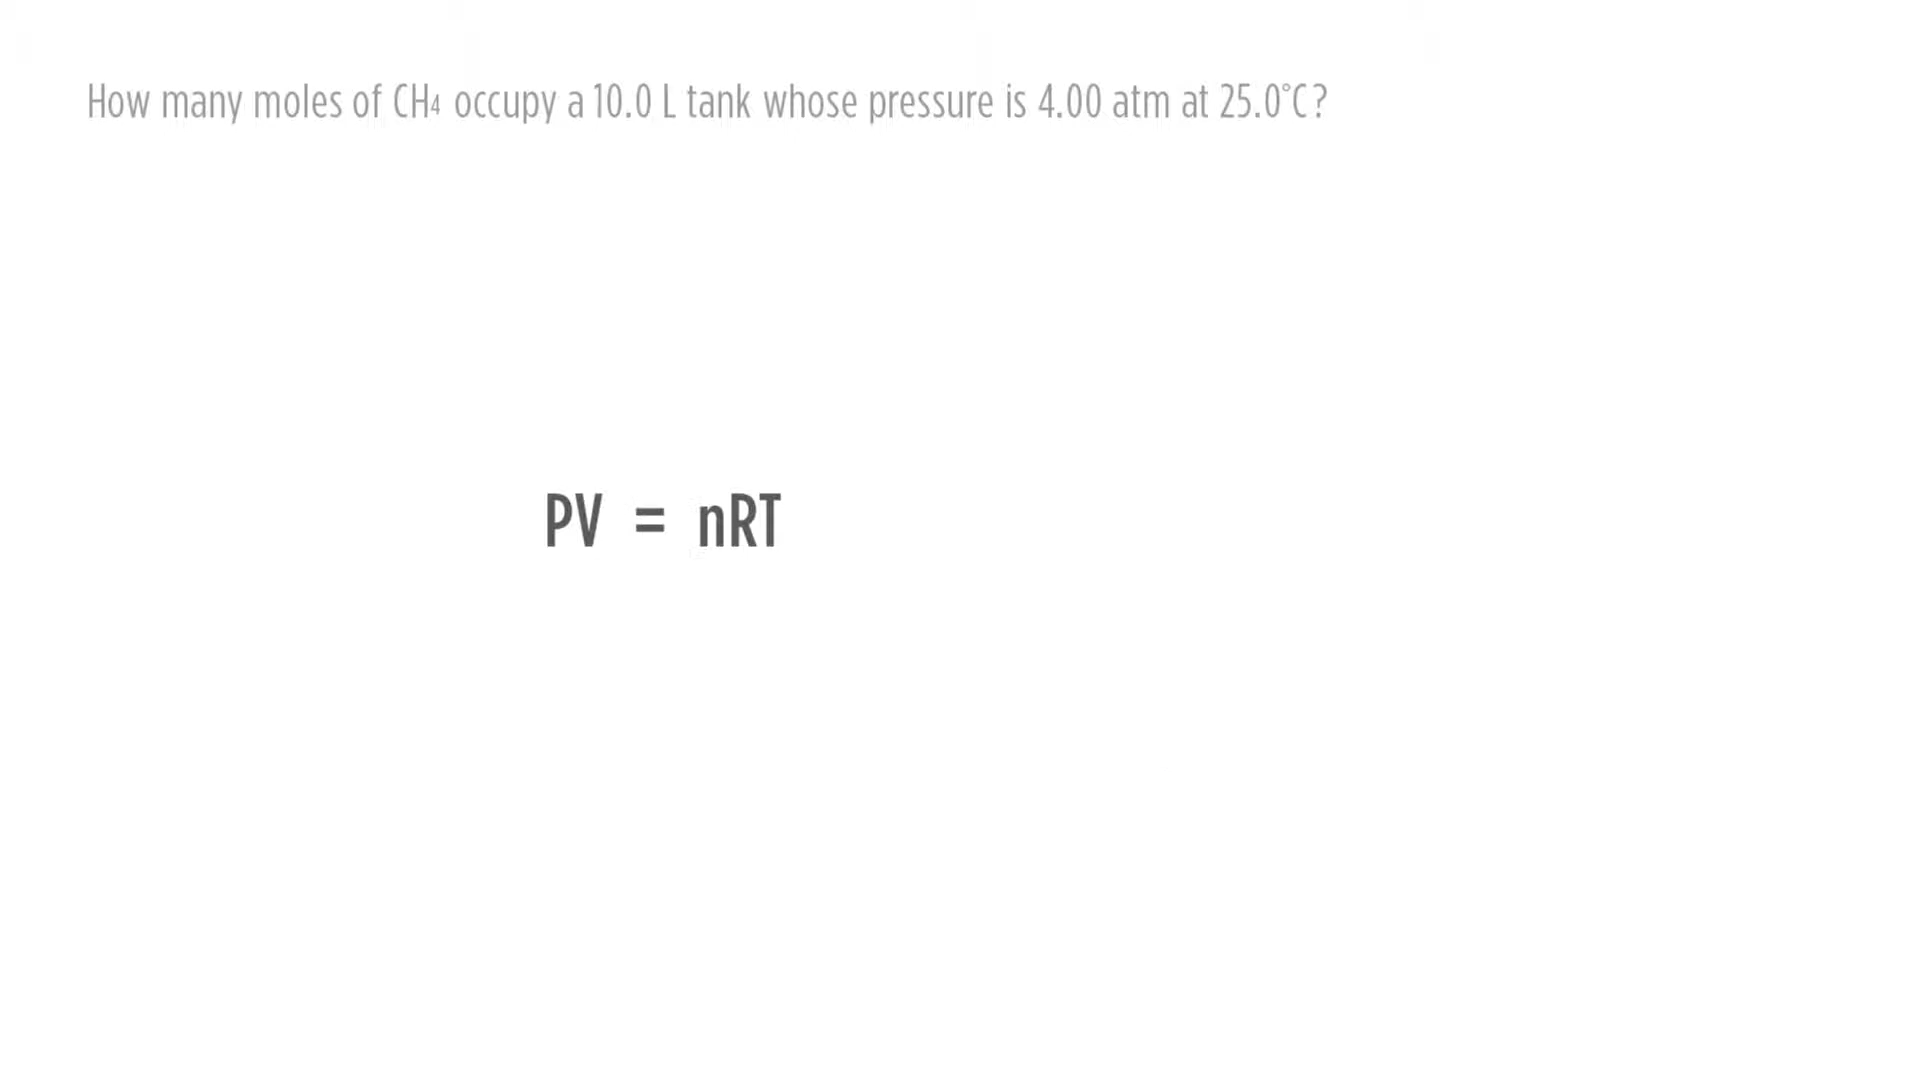 How many moles of CH₄ occupy a 10.0 L tank whose pressure is 4.00 atm at 25.0°C?
PV = nRT